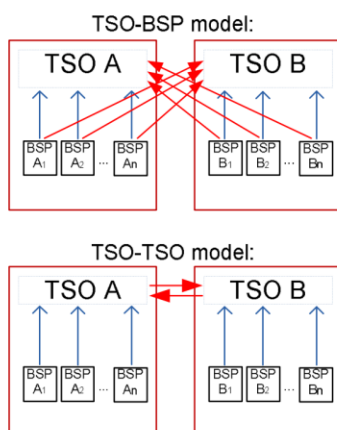 TSO-BSP model:
TSO A TSO B
BSP A1 BSP A2 ... BSP An BSP B1 BSP B2 ... BSP Bn
TSO-TSO model:
TSO A TSO B
BSP A1 BSP A2 ... BSP An BSP B1 BSP B2 ... BSP Bn